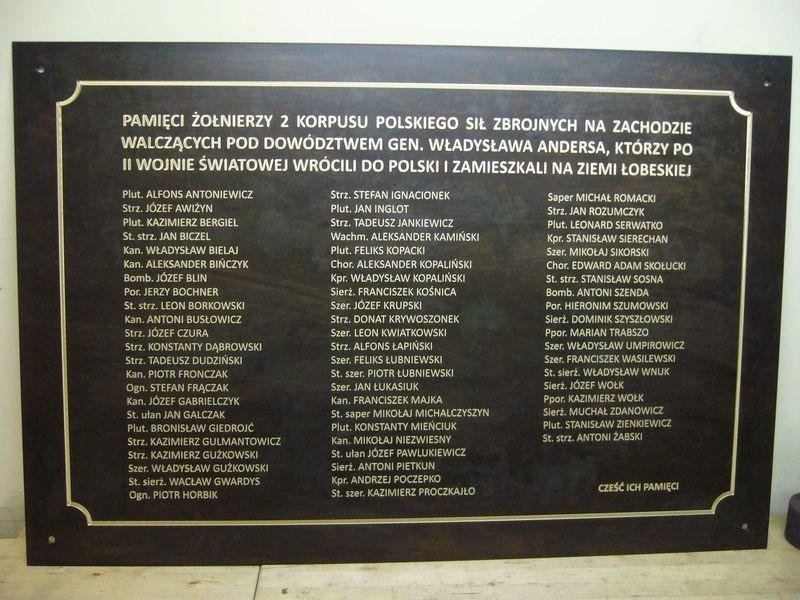 PAMIĘCI ŻOŁNIERZY 2 KORPUSU POLSKIEGO SIŁ ZBROJNYCH NA ZACHODZIE
WALCZĄCYCH POD DOWÓDZTWEM GEN. WŁADYSŁAWA ANDERSA, KTÓRZY PO
II WOJNIE ŚWIATOWEJ WRÓCILI DO POLSKI I ZAMIESZKALI NA ZIEMI ŁOBESKIEJ
Plut. ALFONS ANTONIEWICZ
Strz. JÓZEF AWIŻYN
Plut. KAZIMIERZ BERGIEL
St. strz. JAN BICZEL
Kan. WŁADYSŁAW BIELAJ
Kan. ALEKSANDER BIŃCZYK
Bomb. JÓZEF BLIN
Por. JERZY BOCHNER
St. strz. LEON BORKOWSKI
Kan. ANTONI BUSŁOWICZ
Strz. JÓZEF CZURA
Strz. KONSTANTY DĄBROWSKI
Strz. TADEUSZ DUDZIŃSKI
Kan. PIOTR FRONCZAK
Ogn. STEFAN FRĄCZAK
Kan. JÓZEF GABRIELCZYK
St. ułan JAN GALCZAK
Plut. BRONISŁAW GIEDROJĆ
Strz. KAZIMIERZ GULMANTOWICZ
Strz. KAZIMIERZ GUŻKOWSKI
Szer. WŁADYSŁAW GUŻKOWSKI
St. sierż. WACŁAW GWARDYS
Ogn. PIOTR HORBIK
Strz. STEFAN IGNACIONEK
Plut. JAN INGLOT
Strz. TADEUSZ JANKIEWICZ
Wachm. ALEKSANDER KAMIŃSKI
Plut. FELIKS KOPACKI
Chor. ALEKSANDER KOPALIŃSKI
Kpr. WŁADYSŁAW KOPALIŃSKI
Sierż. FRANCISZEK KOŚNICA
Szer. JÓZEF KRUPSKI
Strz. DONAT KRYWOSZONEK
Szer. LEON KWIATKOWSKI
Strz. ALFONS ŁAPIŃSKI
Szer. FELIKS ŁUBNIEWSKI
St. szer. PIOTR ŁUBNIEWSKI
Szer. JAN ŁUKASIUK
Kan. FRANCISZEK MAJKA
St. saper MIKOŁAJ MICHALCZYSZYN
Plut. KONSTANTY MIEŃCIUK
Kan. MIKOŁAJ NIEZWIESNY
St. ułan JÓZEF PAWLUKIEWICZ
Sierż. ANTONI PIETKUN
Kpr. ANDRZEJ POCZEPKO
St. szer. KAZIMIERZ PROCZKAJŁO
Saper MICHAŁ ROMACKI
Strz. JAN ROZUMCZYK
Plut. LEONARD SERWATKO
Kpr. STANISŁAW SIERECHAN
Szer. MIKOŁAJ SIKORSKI
Chor. EDWARD ADAM SKOŁUCKI
St. strz. STANISŁAW SOSNA
Bomb. ANTONI SZENDA
Por. HIERONIM SZUMOWSKI
Sierż. DOMINIK SZYSZŁOWSKI
Ppor. MARIAN TRABSZO
Szer. WŁADYSŁAW UMPIROWICZ
Szer. FRANCISZEK WASILEWSKI
St. sierż. WŁADYSŁAW WNUK
Sierż. JÓZEF WOŁK
Ppor. KAZIMIERZ WOŁK
Sierż. MUCHAŁ ZDANOWICZ
Plut. STANISŁAW ZIENKIEWICZ
St. strz. ANTONI ŻABSKI
CZEŚĆ ICH PAMIĘCI